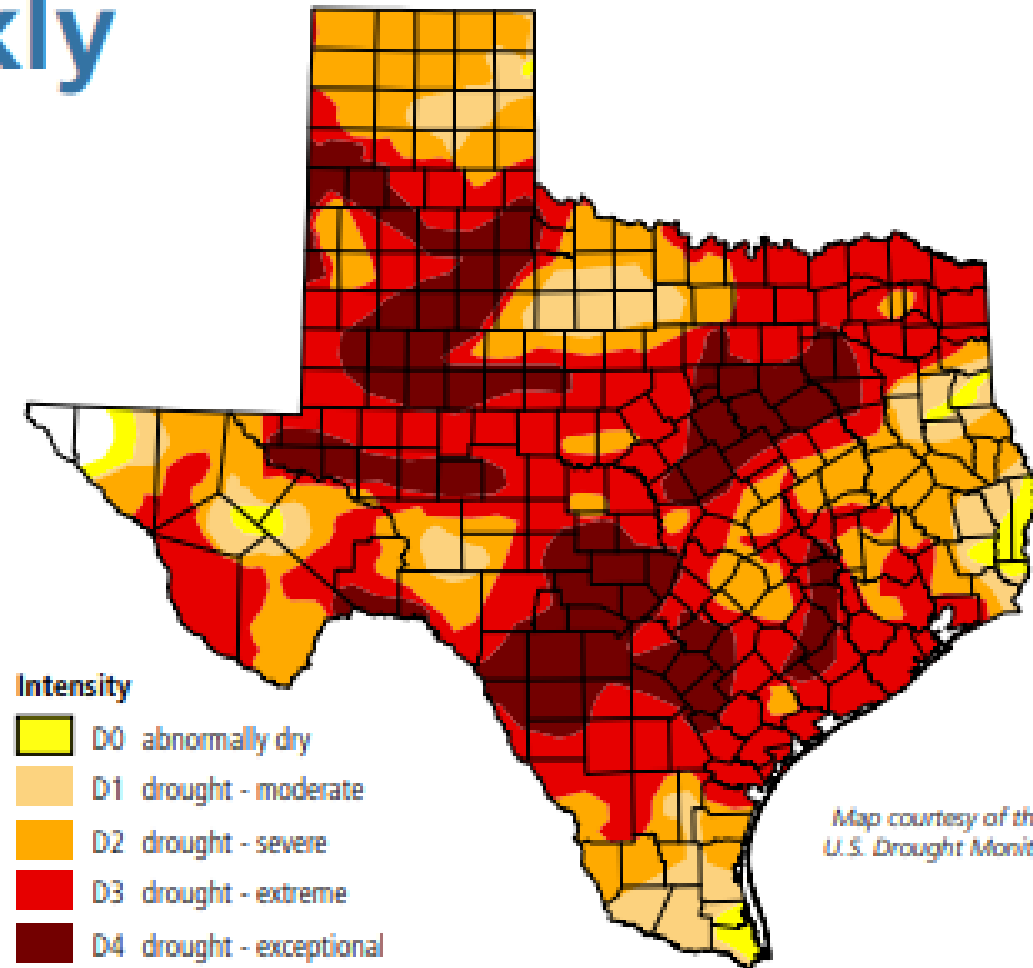 kly
Intensity
D0 abnormally dry
D1 drought - moderate
D2 drought - severe
D3 drought - extreme
D4 drought - exceptional
Map courtesy of th
U.S. Drought Monit